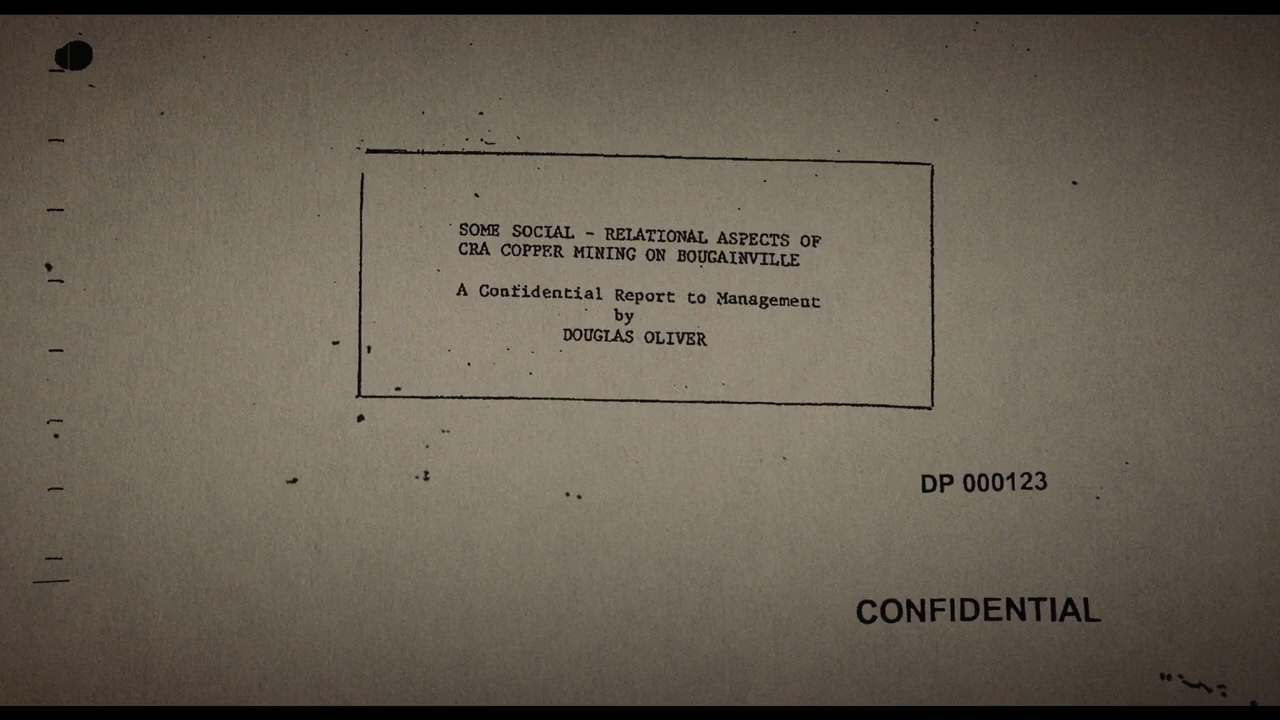 SOME SOCIAL - RELATIONAL ASPECTS OF
CRA COPPER MINING ON BOUGAINVILLE
A Confidential Report to Management
by
DOUGLAS OLIVER
DP 000123
CONFIDENTIAL